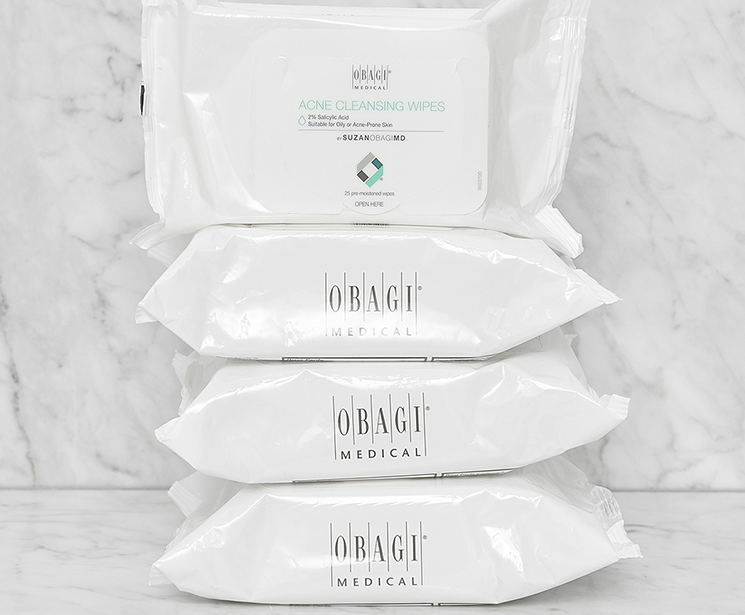 OBAGI®
MEDICAL
ACNE CLEANSING WIPES
2% Salicylic Acid
Suitable for Oily or Acne-Prone Skin
BY SUZANOBAGIMD
25 pre-moistened wipes
OPEN HERE
OBAGI®
MEDICAL
OBAGI®
MEDICAL
OBAGI®
MEDICAL